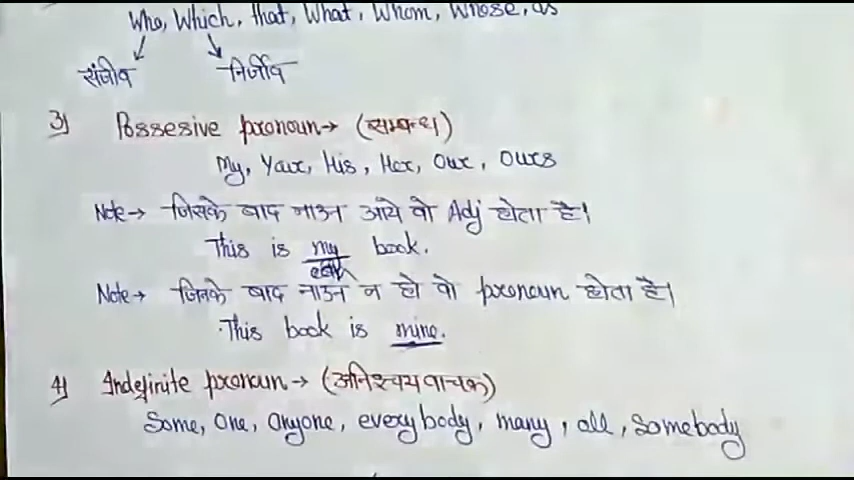 Who, Which, that, What, Whom, Whose, as
संजीव निर्जीव
3) Possesive pronoun→ (सम्बन्ध)
My, Your, His, Her, Our, Ours
Note→ जिसके बाद नाउन आये वो Adj होता है।
This is my book.
Note→ जिनके बाद नाउन न हो वो pronoun होता है।
This book is mine.
4) Indefinite pronoun→ (अनिश्चयवाचक)
Some, One, anyone, everybody, many, all, Somebody